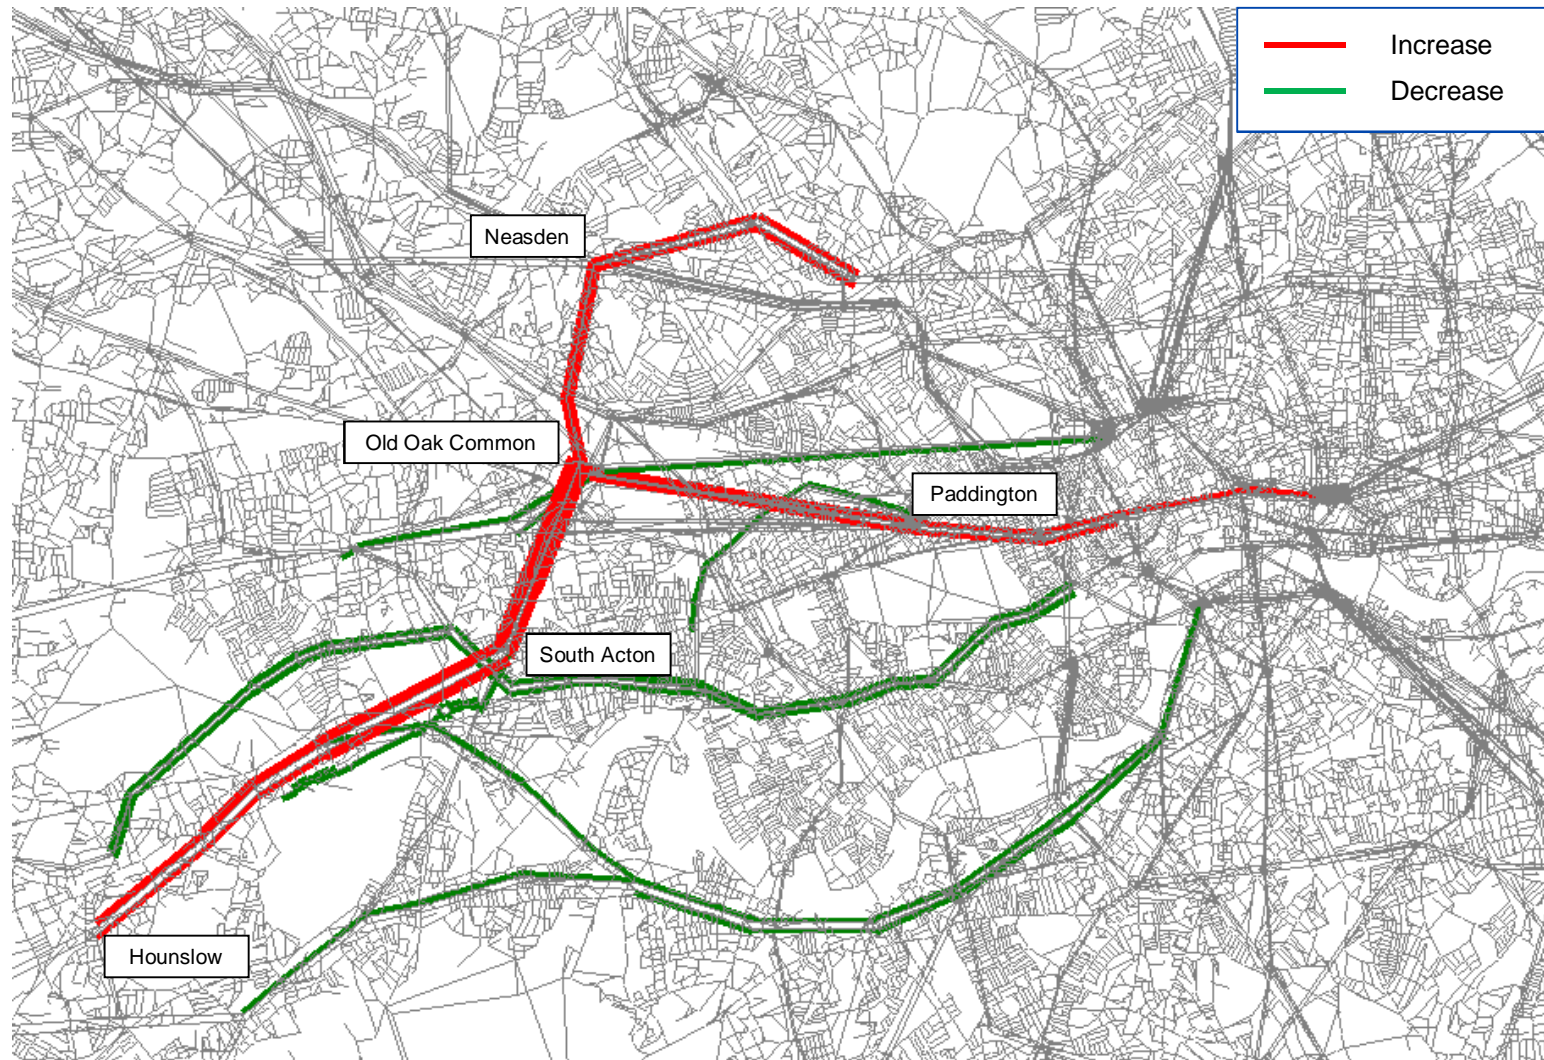 Increase
Decrease
Neasden
Old Oak Common
Paddington
South Acton
Hounslow